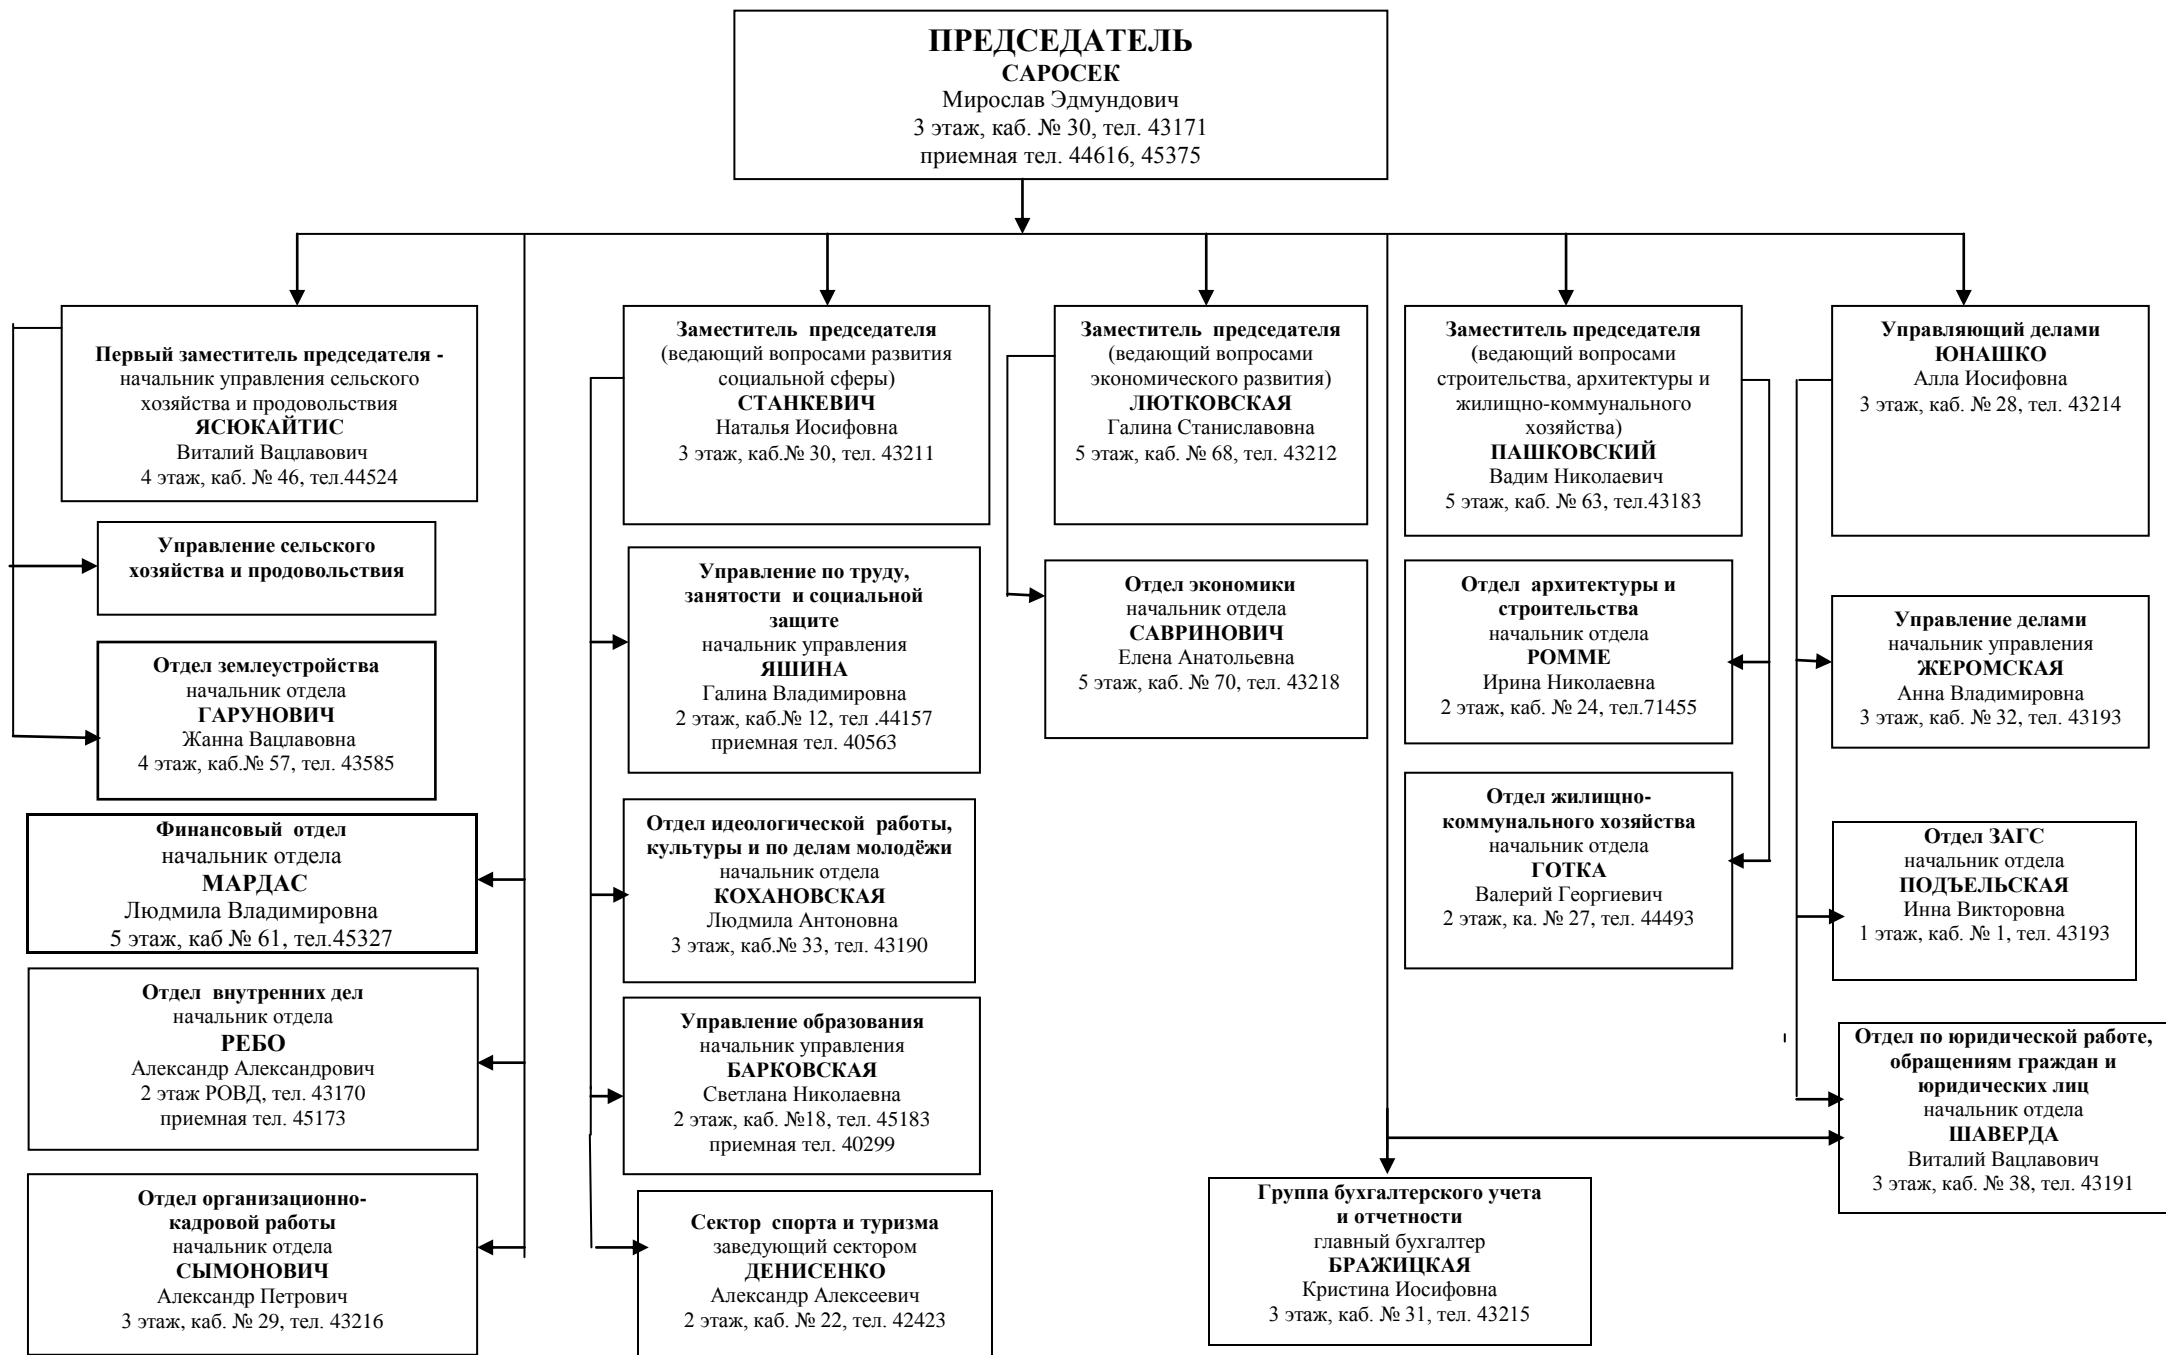 ПРЕДСЕДАТЕЛЬ
САРОСЕК
Мирослав Эдмундович
3 этаж, каб. № 30, тел. 43171
приемная тел. 44616, 45375
Первый заместитель председателя -
начальник управления сельского
хозяйства и продовольствия
ЯСЮКАЙТИС
Виталий Вацлавович
4 этаж, каб. № 46, тел.44524
Заместитель председателя
(ведающий вопросами развития
социальной сферы)
СТАНКЕВИЧ
Наталья Иосифовна
3 этаж, каб.№ 30, тел. 43211
Заместитель председателя
(ведающий вопросами
экономического развития)
ЛЮТКОВСКАЯ
Галина Станиславовна
5 этаж, каб. № 68, тел. 43212
Заместитель председателя
(ведающий вопросами
строительства, архитектуры и
жилищно-коммунального
хозяйства)
ПАШКОВСКИЙ
Вадим Николаевич
5 этаж, каб. № 63, тел.43183
Управляющий делами
ЮНАШКО
Алла Иосифовна
3 этаж, каб. № 28, тел. 43214
Управление сельского
хозяйства и продовольствия
Отдел землеустройства
начальник отдела
ГАРУНОВИЧ
Жанна Вацлавовна
4 этаж, каб.№ 57, тел. 43585
Финансовый отдел
начальник отдела
МАРДАС
Людмила Владимировна
5 этаж, каб № 61, тел.45327
Отдел внутренних дел
начальник отдела
РЕБО
Александр Александрович
2 этаж РОВД, тел. 43170
приемная тел. 45173
Отдел организационно-
кадровой работы
начальник отдела
СЫМОНОВИЧ
Александр Петрович
3 этаж, каб. № 29, тел. 43216
Управление по труду,
занятости и социальной
защите
начальник управления
ЯШИНА
Галина Владимировна
2 этаж, каб.№ 12, тел .44157
приемная тел. 40563
Отдел идеологической работы,
культуры и по делам молодёжи
начальник отдела
КОХАНОВСКАЯ
Людмила Антоновна
3 этаж, каб.№ 33, тел. 43190
Управление образования
начальник управления
БАРКОВСКАЯ
Светлана Николаевна
2 этаж, каб. №18, тел. 45183
приемная тел. 40299
Сектор спорта и туризма
заведующий сектором
ДЕНИСЕНКО
Александр Алексеевич
2 этаж, каб. № 22, тел. 42423
Отдел экономики
начальник отдела
САВРИНОВИЧ
Елена Анатольевна
5 этаж, каб. № 70, тел. 43218
Отдел архитектуры и
строительства
начальник отдела
РОММЕ
Ирина Николаевна
2 этаж, каб. № 24, тел.71455
Отдел жилищно-
коммунального хозяйства
начальник отдела
ГОТКА
Валерий Георгиевич
2 этаж, ка. № 27, тел. 44493
Группа бухгалтерского учета
и отчетности
главный бухгалтер
БРАЖИЦКАЯ
Кристина Иосифовна
3 этаж, каб. № 31, тел. 43215
Управление делами
начальник управления
ЖЕРОМСКАЯ
Анна Владимировна
3 этаж, каб. № 32, тел. 43193
Отдел ЗАГС
начальник отдела
ПОДЪЕЛЬСКАЯ
Инна Викторовна
1 этаж, каб. № 1, тел. 43193
Отдел по юридической работе,
обращениям граждан и
юридических лиц
начальник отдела
ШАВЕРДА
Виталий Вацлавович
3 этаж, каб. № 38, тел. 43191